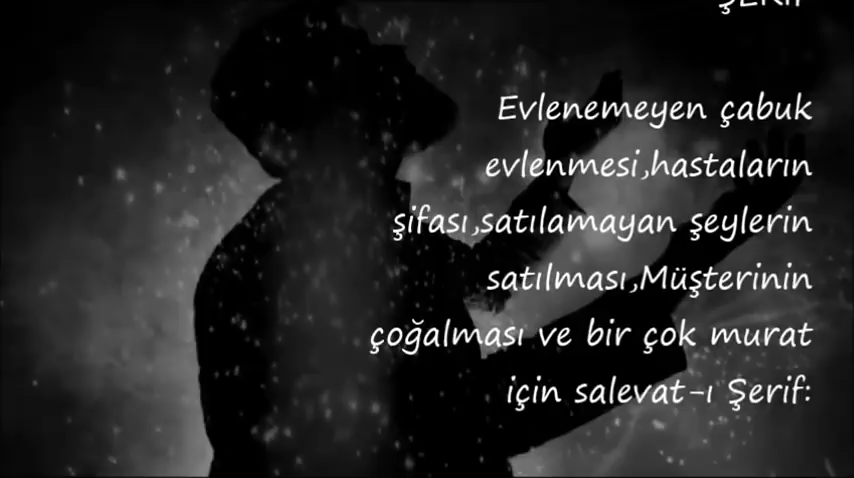 ŞERİF
Evlenemeyen çabuk
evlenmesi,hastaların
şifası,satılamayan şeylerin
satılması,Müşterinin
çoğalması ve bir çok murat
için salevat-ı Şerif: